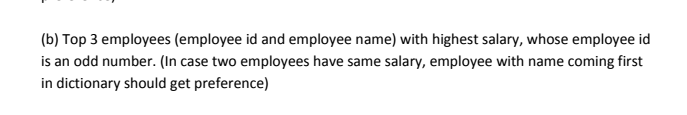 (b) Top 3 employees (employee id and employee name) with highest salary, whose employee id
is an odd number. (In case two employees have same salary, employee with name coming first
in dictionary should get preference)